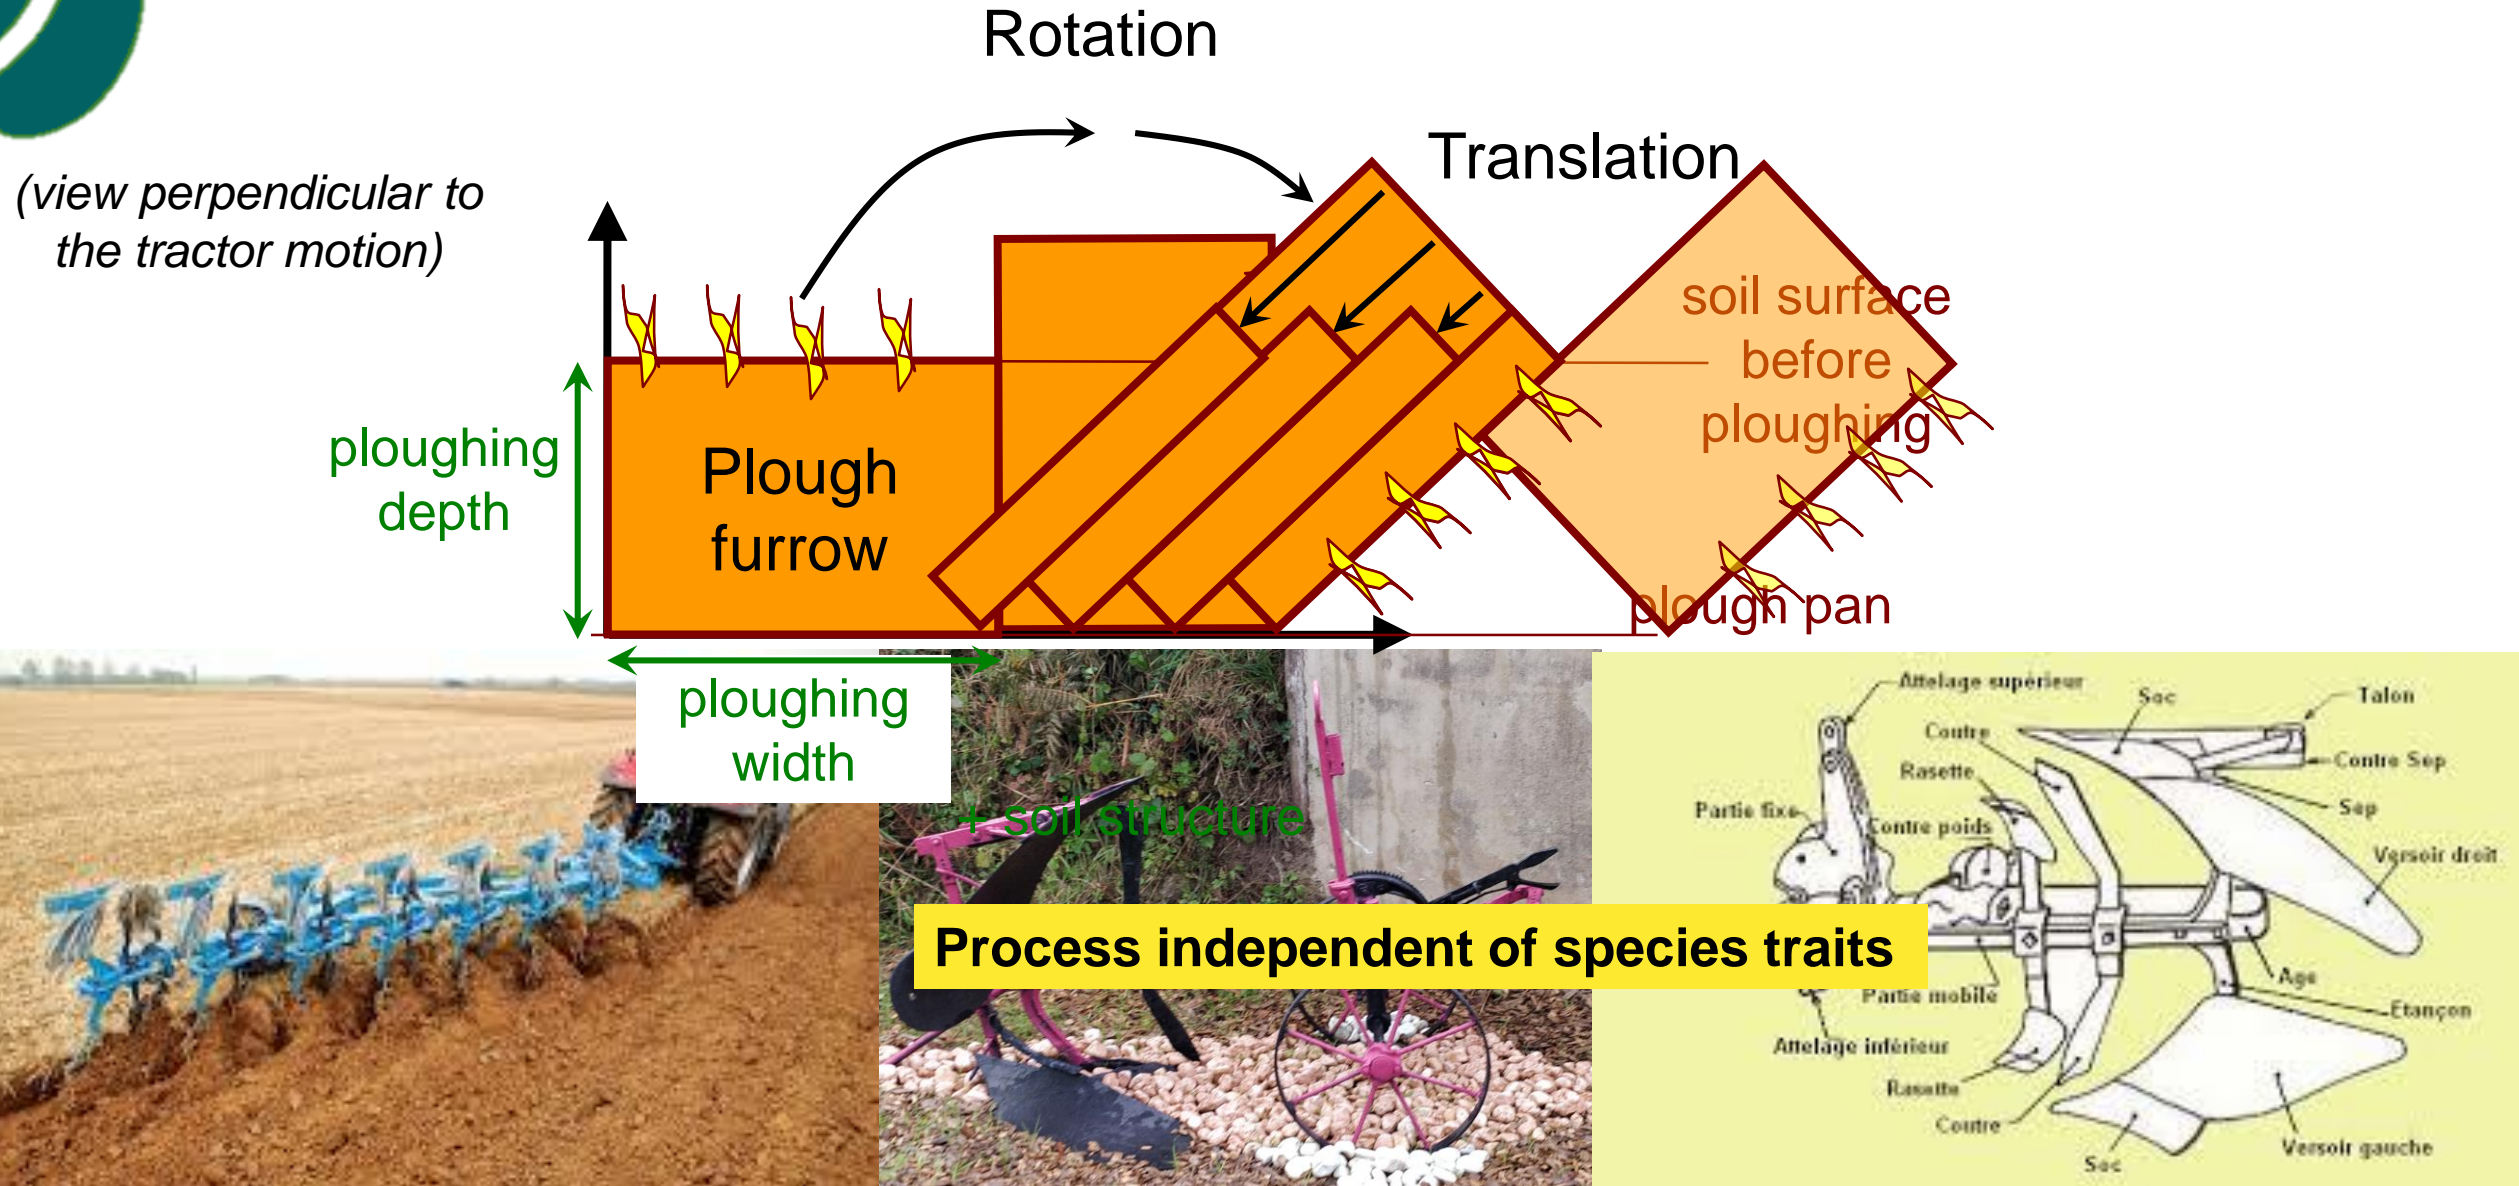 Rotation
Translation
(view perpendicular to
the tractor motion)
soil surface
before
ploughing
ploughing
depth
Plough
furrow
plough pan
ploughing
width
+ soil structure
Process independent of species traits
Attelage supérieur
Soc
Talon
Coutre
Rasette
Contre Sep
Partie fixe
Contre poids
Sep
Versoir droit
Age
Partie mobile
Etançon
Attelage inférieur
Rasette
Coutre
Versoir gauche
Soc